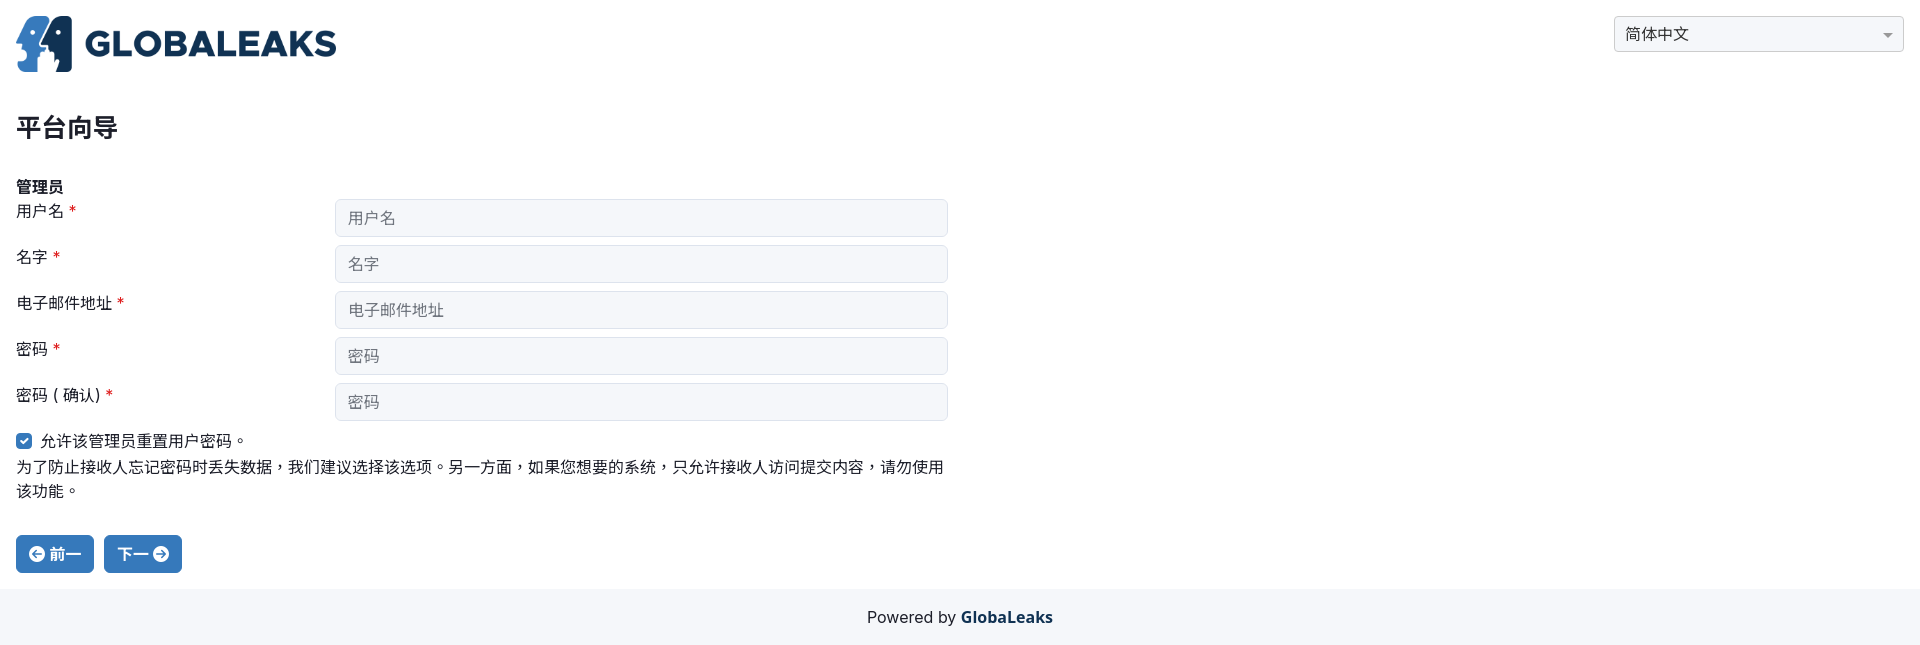 GLOBALEAKS
简体中文
平台向导
管理员
用户名 *
用户名
名字 *
名字
电子邮件地址 *
电子邮件地址
密码 *
密码
密码 ( 确认) *
密码
允许该管理员重置用户密码。
为了防止接收人忘记密码时丢失数据，我们建议选择该选项。另一方面，如果您想要的系统，只允许接收人访问提交内容，请勿使用
该功能。
前一
下一
Powered by GlobaLeaks